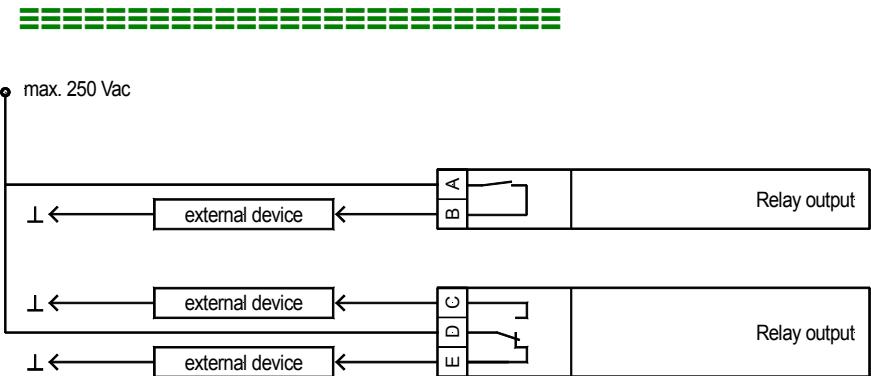 max. 250 Vac
A
Relay output
B
external device
C
external device
D
Relay output
E
external device